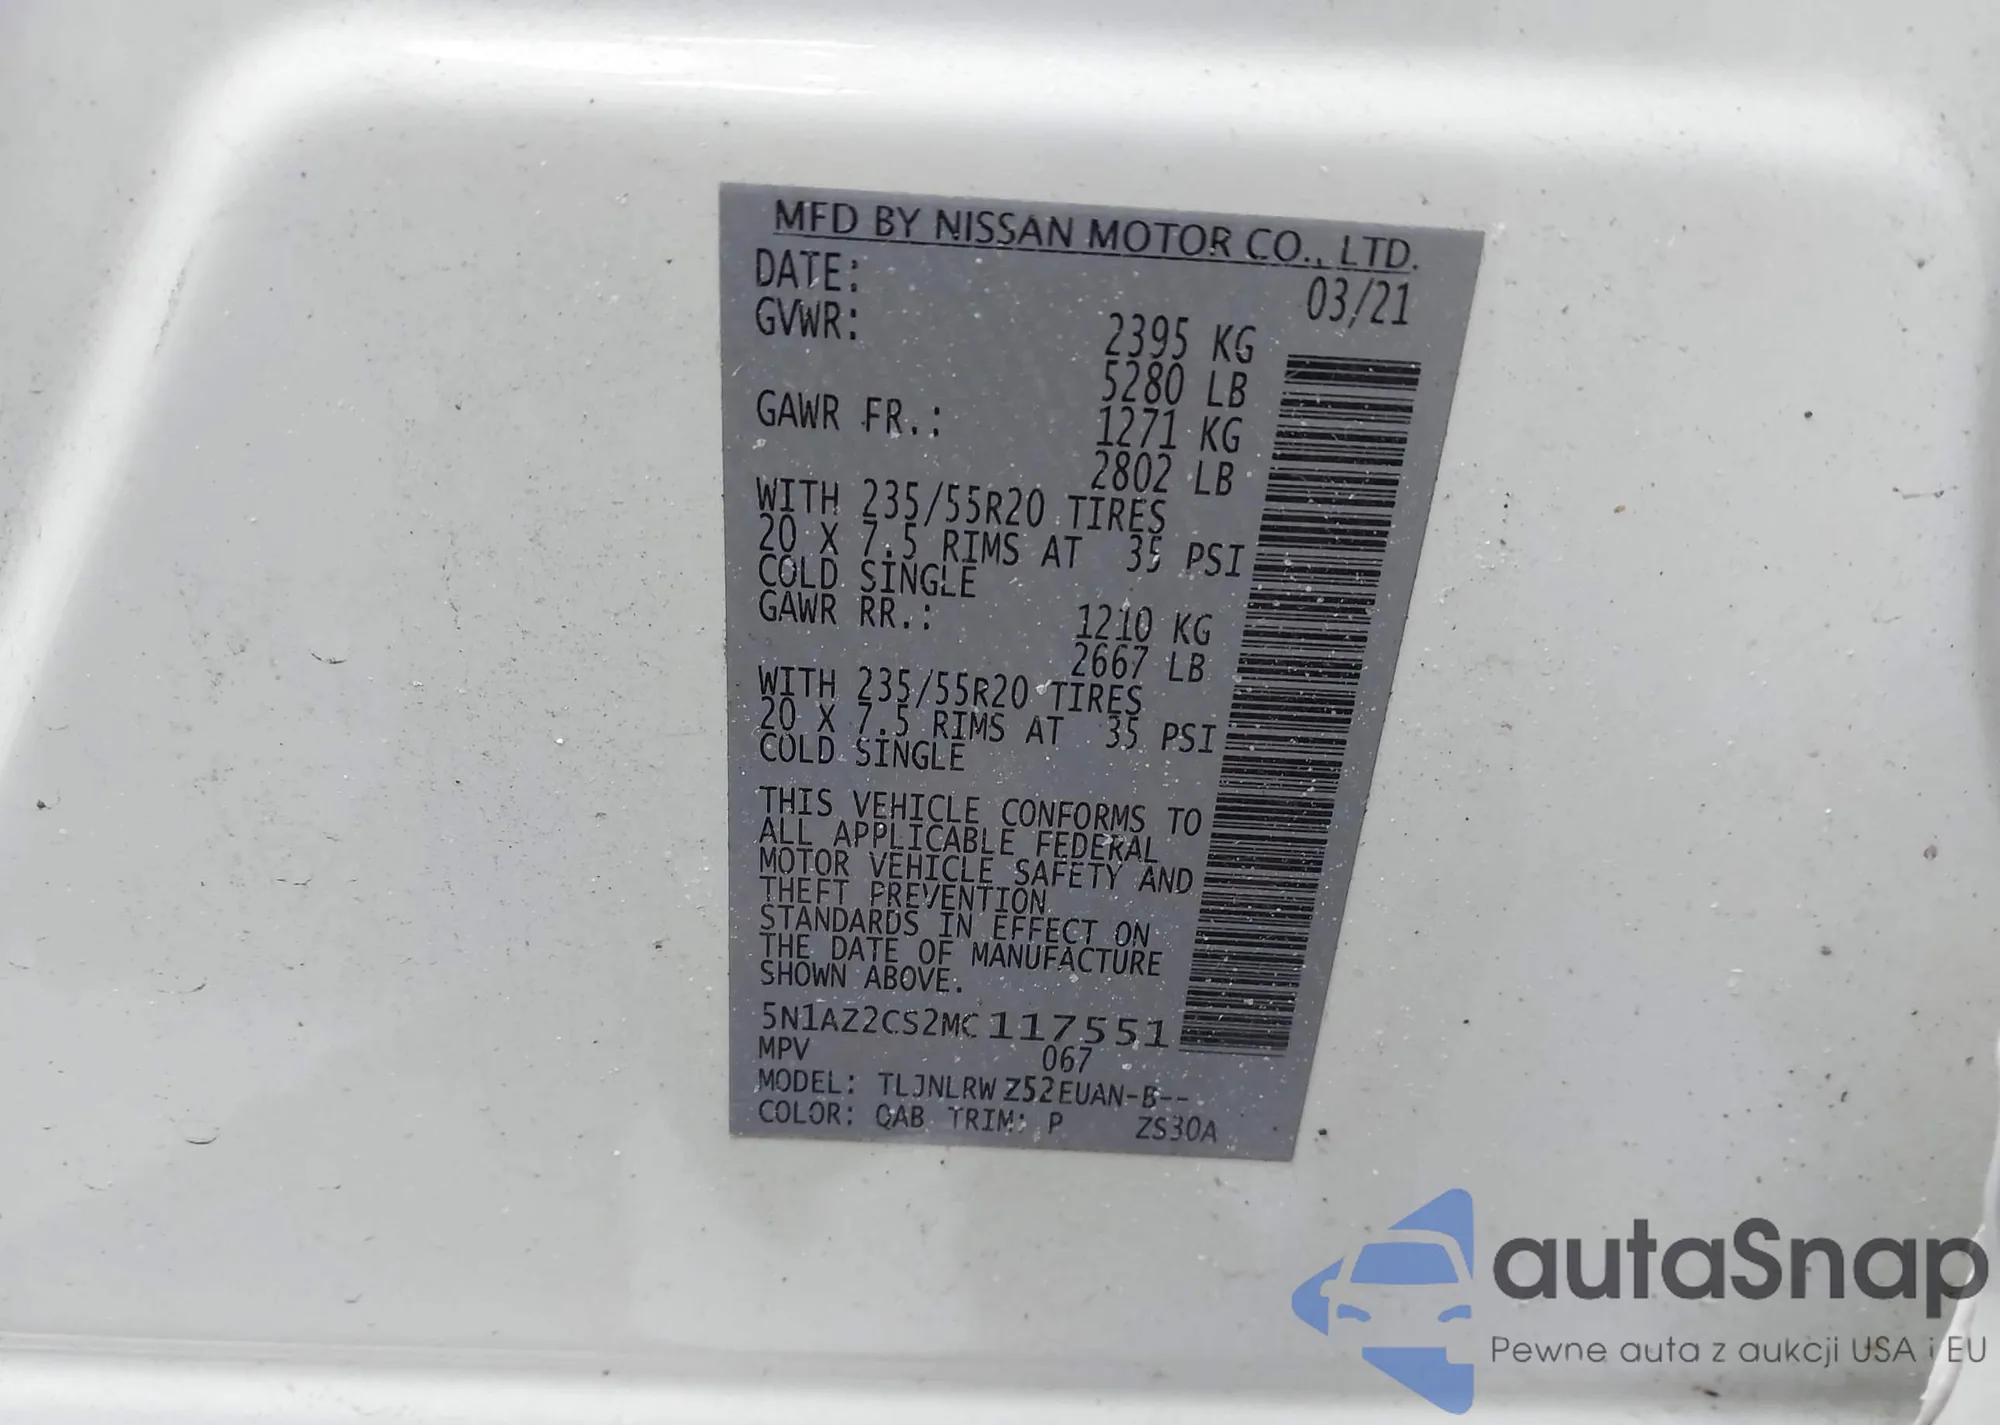 MFD BY NISSAN MOTOR CO., LTD.
DATE: 03/21
GVWR: 2395 KG
5280 LB
GAWR FR.: 1271 KG
2802 LB
WITH 235/55R20 TIRES
20 X 7.5 RIMS AT 35 PSI
COLD SINGLE
GAWR RR.: 1210 KG
2667 LB
WITH 235/55R20 TIRES
20 X 7.5 RIMS AT 35 PSI
COLD SINGLE
THIS VEHICLE CONFORMS TO
ALL APPLICABLE FEDERAL
MOTOR VEHICLE SAFETY AND
THEFT PREVENTION
STANDARDS IN EFFECT ON
THE DATE OF MANUFACTURE
SHOWN ABOVE.
5N1AZ2CS2MC117551
MPV 067
MODEL: TLJNLRWZ52EUAN-B--
COLOR: QAB TRIM: P ZS30A
autaSnap
Pewne auta z aukcji USA i EU